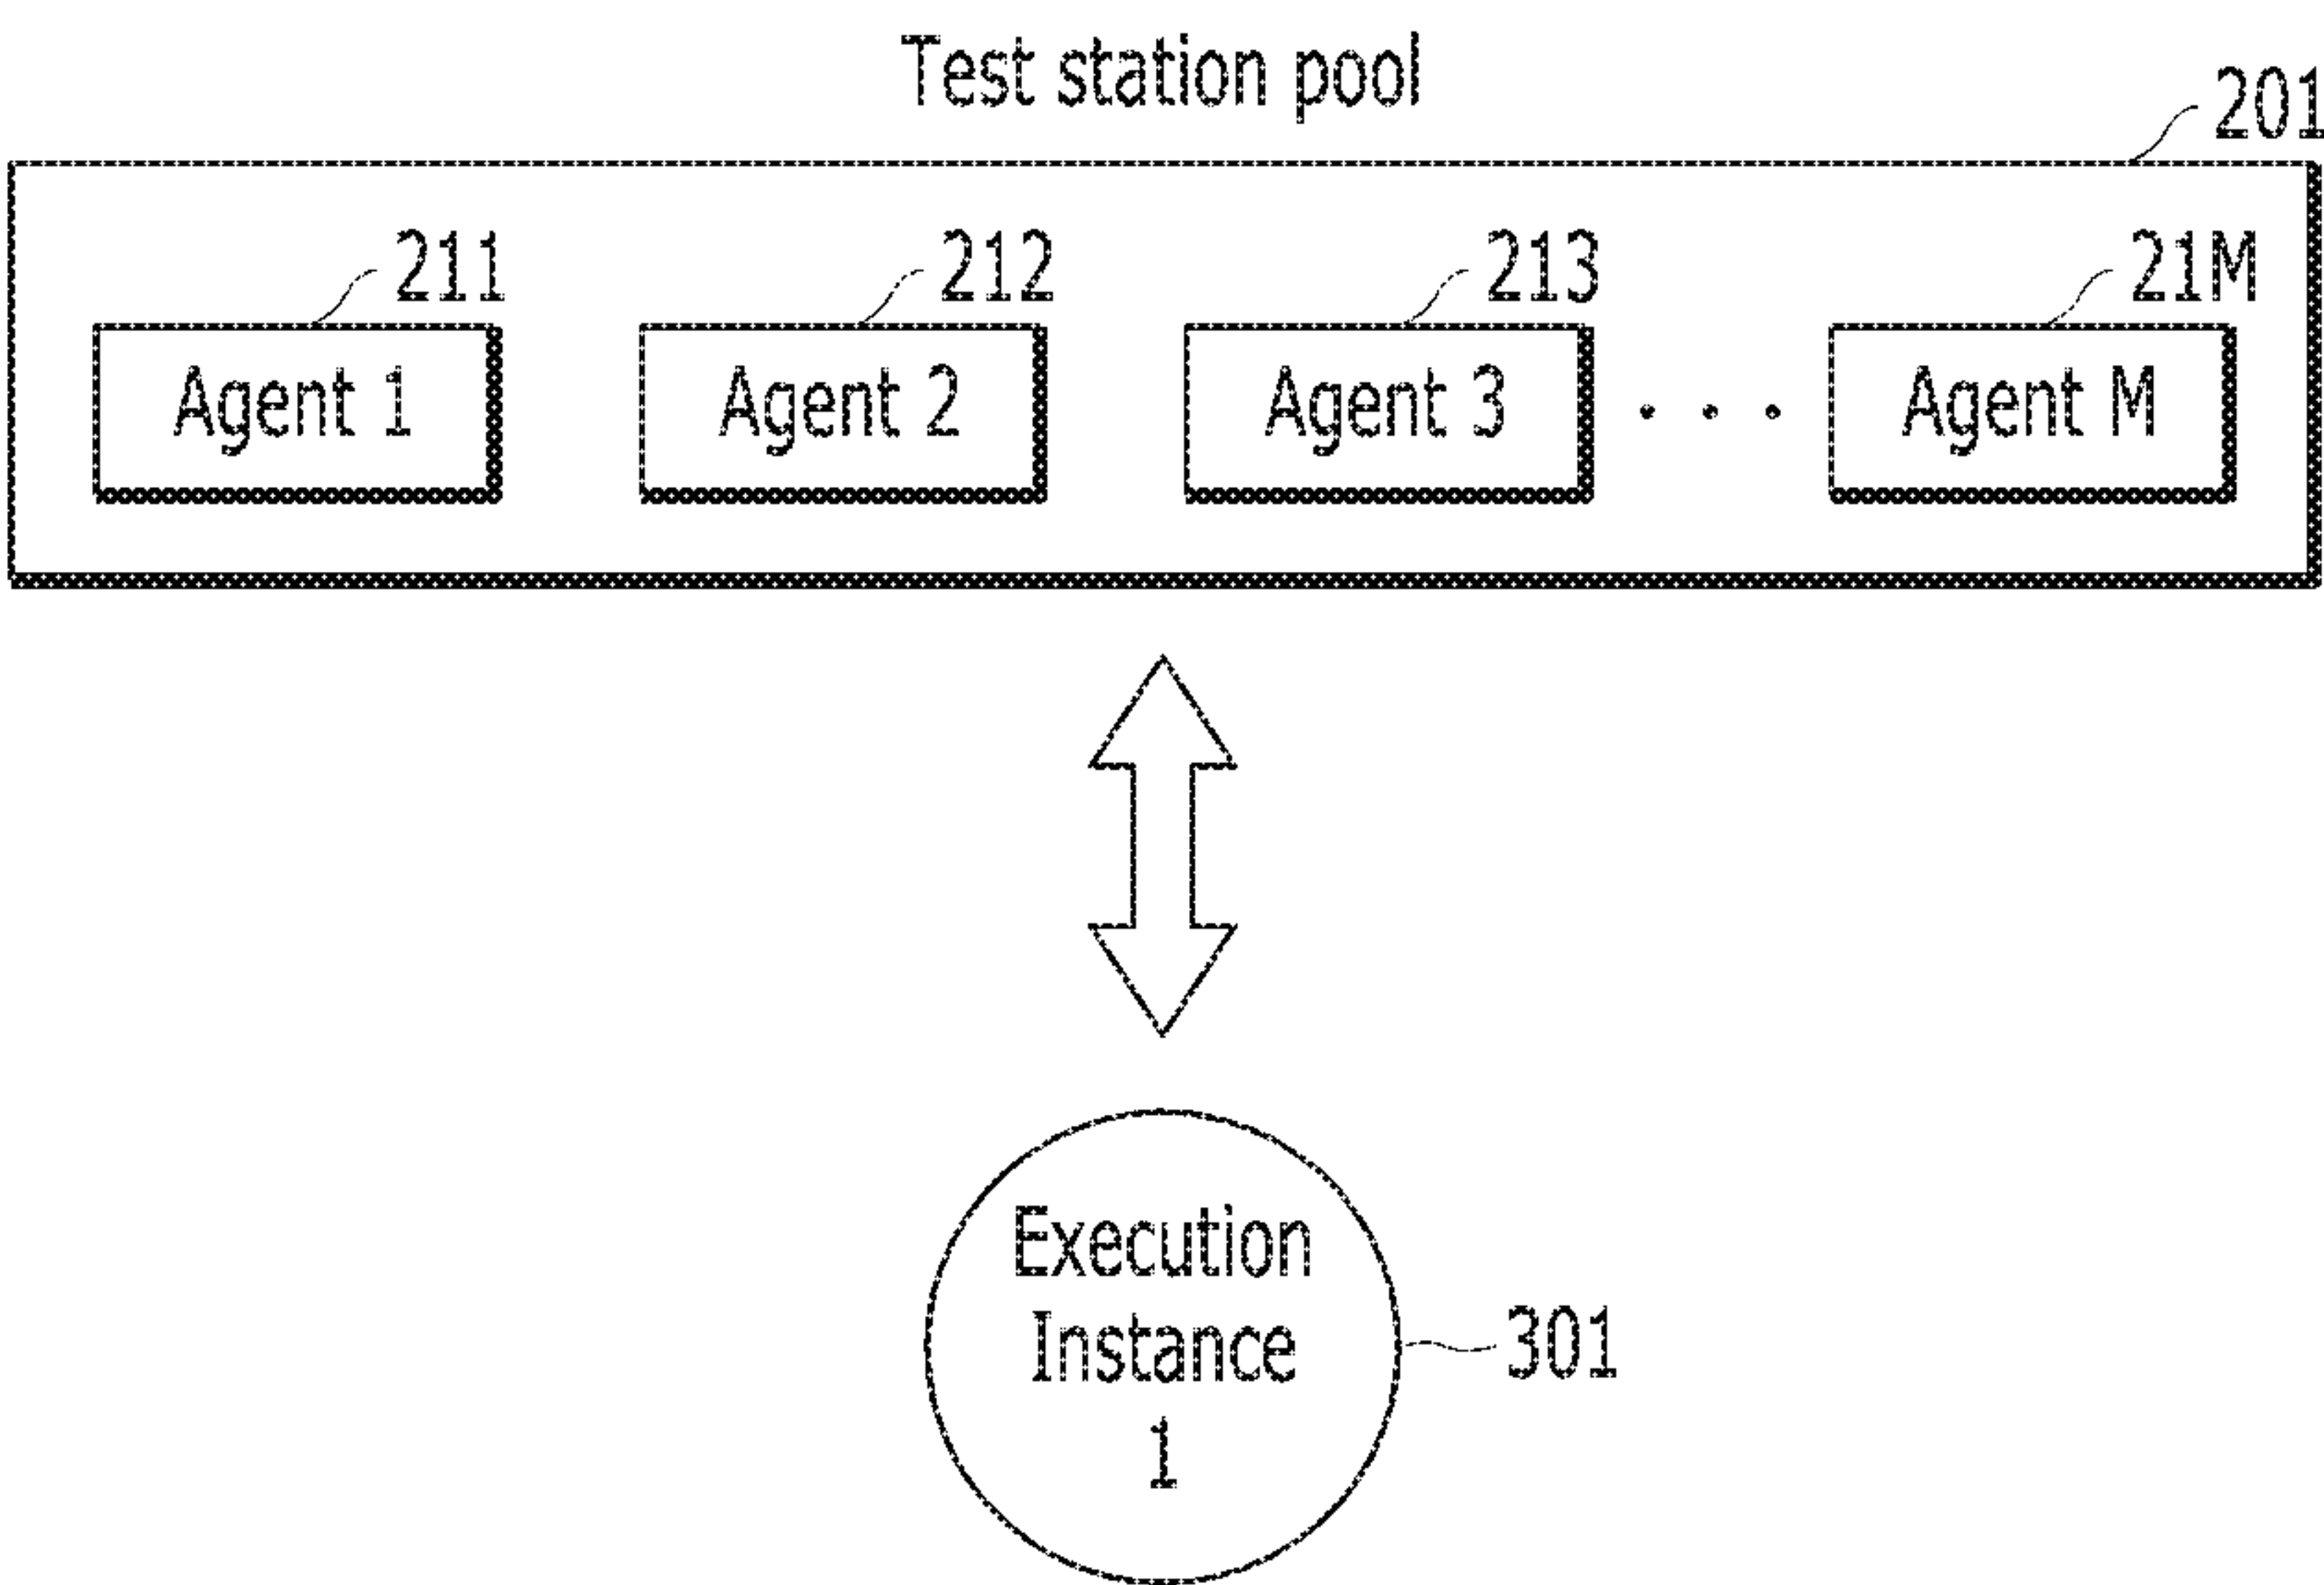 Test station pool
201
211
212
213
21M
Agent 1
Agent 2
Agent 3
. . .
Agent M
Execution
Instance
1
301